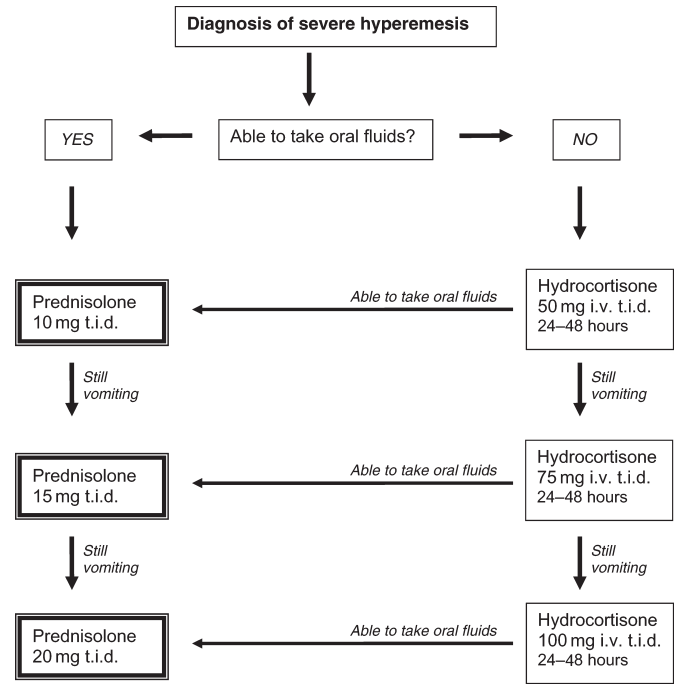 Diagnosis of severe hyperemesis
YES
Able to take oral fluids?
NO
Prednisolone
10 mg t.i.d.
Able to take oral fluids
Hydrocortisone
50 mg i.v. t.i.d.
24–48 hours
Still
vomiting
Still
vomiting
Prednisolone
15 mg t.i.d.
Able to take oral fluids
Hydrocortisone
75 mg i.v. t.i.d.
24–48 hours
Still
vomiting
Still
vomiting
Prednisolone
20 mg t.i.d.
Able to take oral fluids
Hydrocortisone
100 mg i.v. t.i.d.
24–48 hours